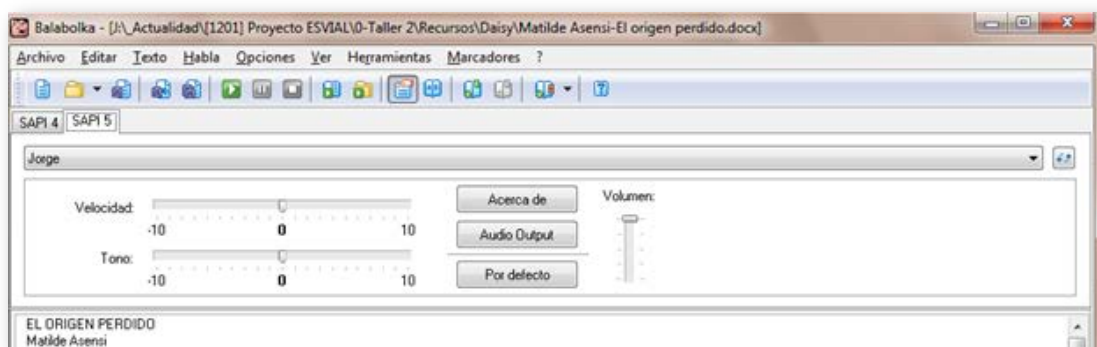 Balabolka - [J:\_Actualidad\[1201] Proyecto ESVIAL\0-Taller 2\Recursos\Daisy\Matilde Asensi-El origen perdido.docx]
Archivo Editar Texto Habla Opciones Ver Herramientas Marcadores ?
SAPI 4 SAPI 5
Jorge
Velocidad: Acerca de Volumen:
-10 0 10 Audio Output
Tono:
-10 0 10 Por defecto
EL ORIGEN PERDIDO
Matilde Asensi